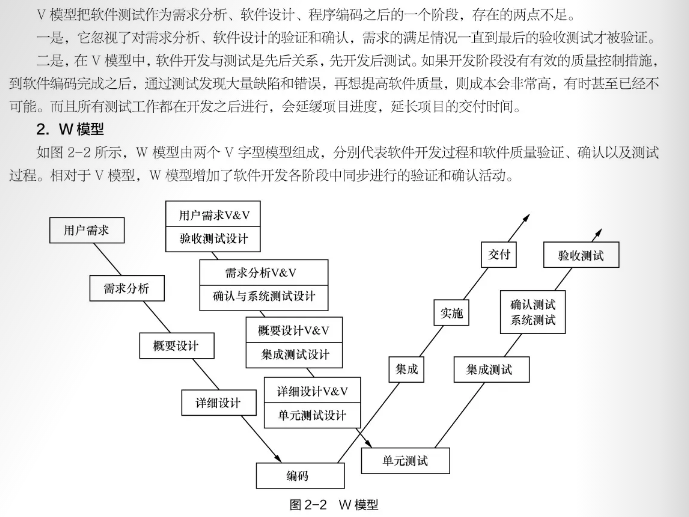 V 模型把软件测试作为需求分析、软件设计、程序编码之后的一个阶段，存在的两点不足。
一是，它忽视了对需求分析、软件设计的验证和确认，需求的满足情况一直到最后的验收测试才被验证。
二是，在 V 模型中，软件开发与测试是先后关系，先开发后测试。如果开发阶段没有有效的质量控制措施，
到软件编码完成之后，通过测试发现大量缺陷和错误，再想提高软件质量，则成本会非常高，有时甚至已经不
可能。而且所有测试工作都在开发之后进行，会延缓项目进度，延长项目的交付时间。
2. W 模型
如图 2-2 所示，W 模型由两个 V 字型模型组成，分别代表软件开发过程和软件质量验证、确认以及测试
过程。相对于 V 模型，W 模型增加了软件开发各阶段中同步进行的验证和确认活动。
用户需求
用户需求V&V
验收测试设计
交付
验收测试
需求分析
需求分析V&V
确认与系统测试设计
实施
确认测试
系统测试
概要设计
概要设计V&V
集成测试设计
集成
集成测试
详细设计
详细设计V&V
单元测试设计
编码
单元测试
图 2-2 W 模型